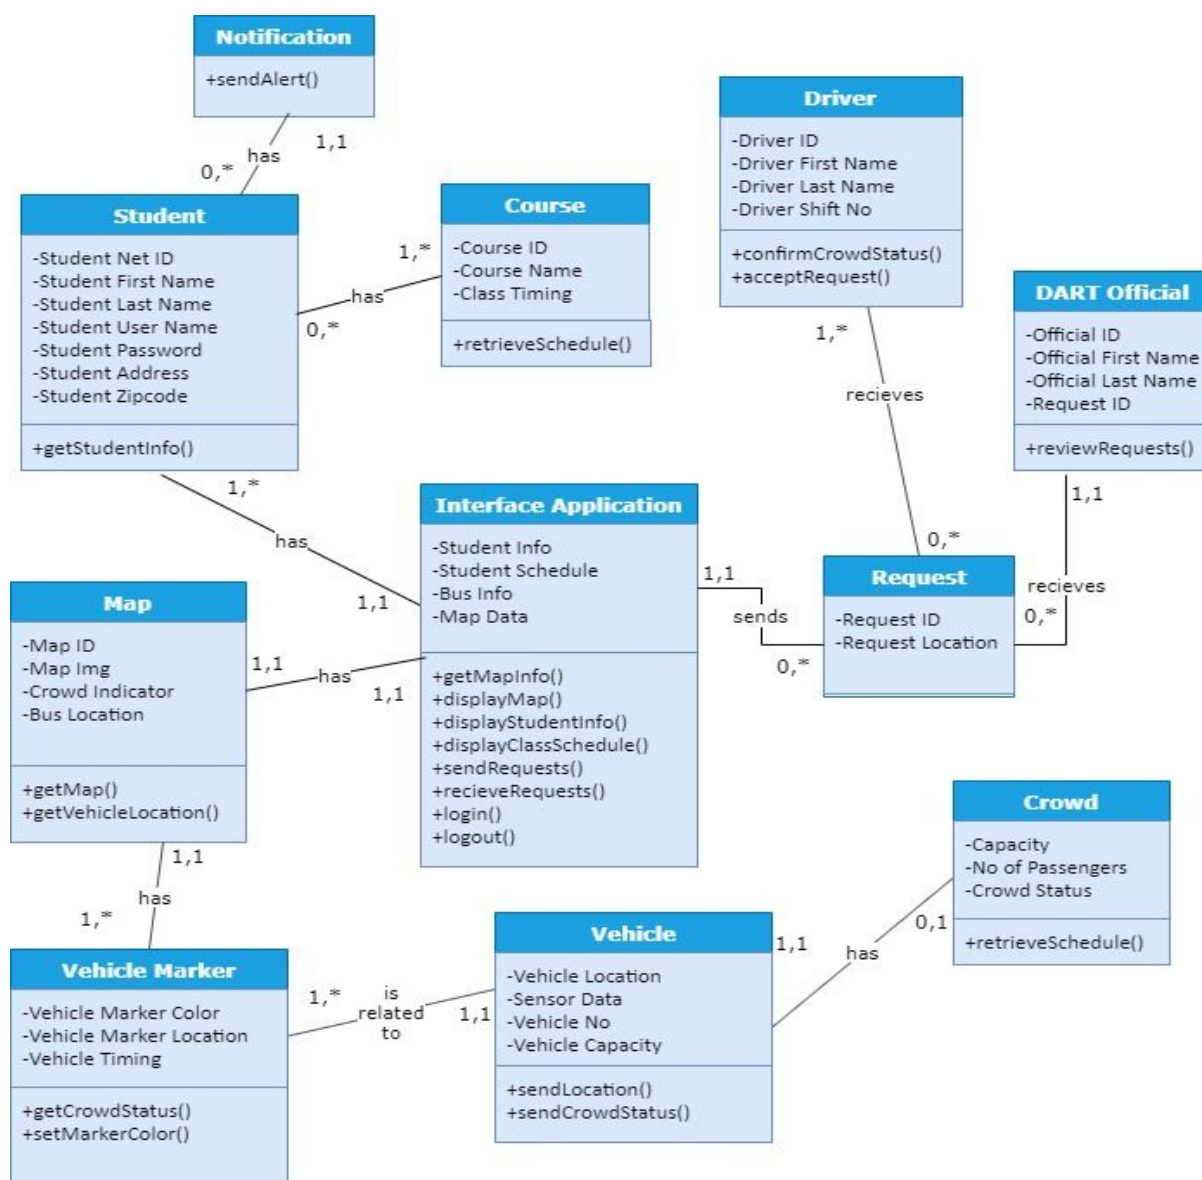 Notification
+sendAlert()
1,1
has
0,*
Driver
-Driver ID
-Driver First Name
-Driver Last Name
-Driver Shift No
+confirmCrowdStatus()
+acceptRequest()
Student
-Student Net ID
-Student First Name
-Student Last Name
-Student User Name
-Student Password
-Student Address
-Student Zipcode
+getStudentInfo()
Course
-Course ID
-Course Name
-Class Timing
+retrieveSchedule()
1,*
has
0,*
DART Official
-Official ID
-Official First Name
-Official Last Name
-Request ID
+reviewRequests()
1,*
recieves
0,*
1,1
recieves
0,*
1,*
has
1,1
Interface Application
-Student Info
-Student Schedule
-Bus Info
-Map Data
+getMapInfo()
+displayMap()
+displayStudentInfo()
+displayClassSchedule()
+sendRequests()
+recieveRequests()
+login()
+logout()
1,1
sends
0,*
Request
-Request ID
-Request Location
Map
-Map ID
-Map Img
-Crowd Indicator
-Bus Location
+getMap()
+getVehicleLocation()
1,1
has
1,1
1,1
has
1,*
Crowd
-Capacity
-No of Passengers
-Crowd Status
+retrieveSchedule()
Vehicle Marker
-Vehicle Marker Color
-Vehicle Marker Location
-Vehicle Timing
+getCrowdStatus()
+setMarkerColor()
1,*
is
related
to
1,1
Vehicle
-Vehicle Location
-Sensor Data
-Vehicle No
-Vehicle Capacity
+sendLocation()
+sendCrowdStatus()
1,1
has
0,1